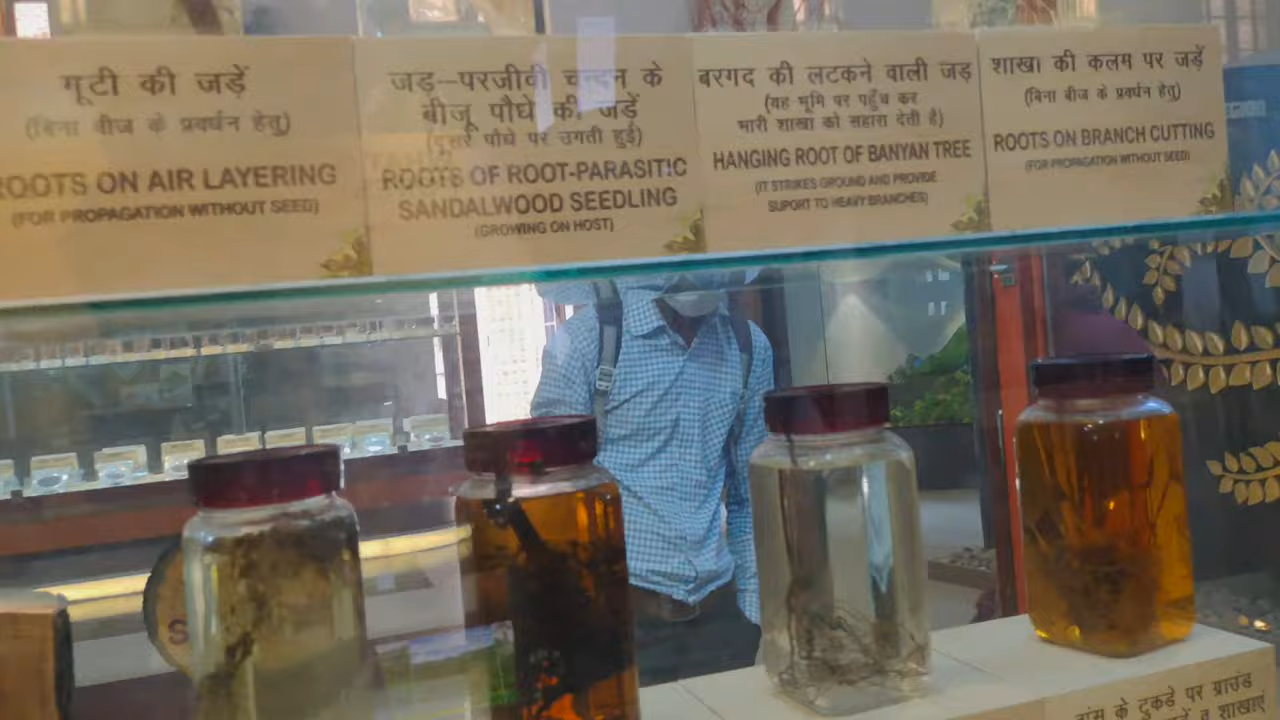 गूटी की जड़ें
(बिना बीज के प्रवर्धन हेतु)
ROOTS ON AIR LAYERING
(FOR PROPAGATION WITHOUT SEED)
जड़-परजीवी चन्दन के
बीजू पौधे की जड़ें
(दूसरे पौधे पर उगती हुई)
ROOTS OF ROOT-PARASITIC
SANDALWOOD SEEDLING
(GROWING ON HOST)
बरगद की लटकने वाली जड़
(वह भूमि पर पहुँच कर
भारी शाखा को सहारा देती है)
HANGING ROOT OF BANYAN TREE
(IT STRIKES GROUND AND PROVIDE
SUPORT TO HEAVY BRANCHES)
शाखा की कलम पर जड़ें
(बिना बीज के प्रवर्धन हेतु)
ROOTS ON BRANCH CUTTING
(FOR PROPAGATION WITHOUT SEED)
S
के टुकड़े पर ग्राउंड
व शाखाएं